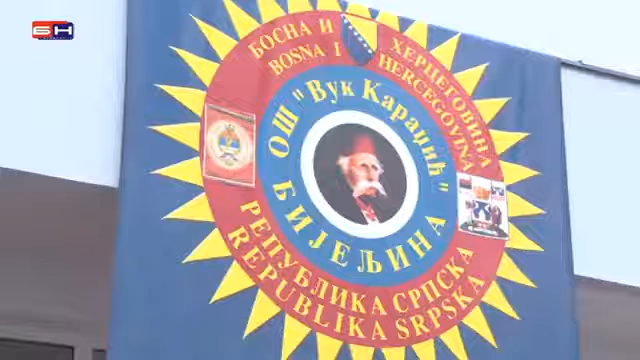 БН
БОСНА И ХЕРЦЕГОВИНА
BOSNA I HERCEGOVINA
ОШ "Вук Караџић"
БИЈЕЉИНА
РЕПУБЛИКА СРПСКА
REPUBLIKA SRPSKA